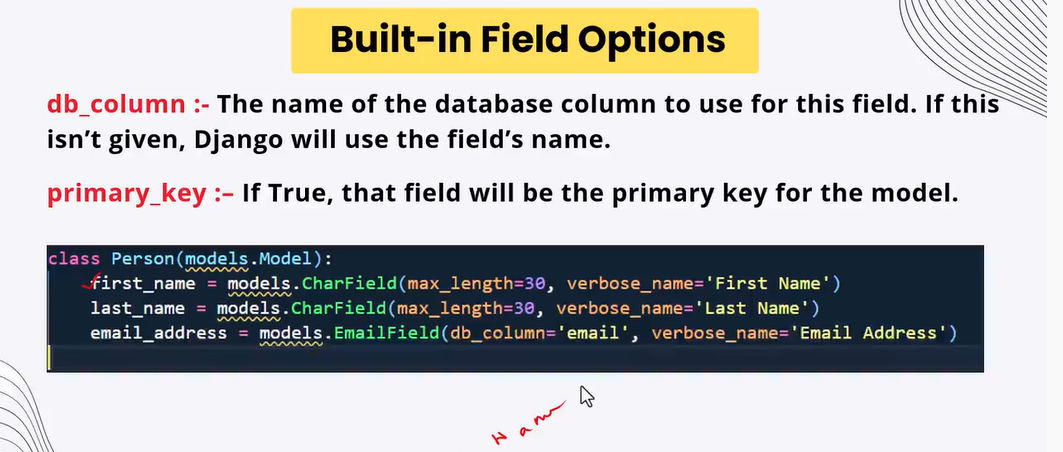 Built-in Field Options
db_column :- The name of the database column to use for this field. If this
isn’t given, Django will use the field’s name.
primary_key :– If True, that field will be the primary key for the model.
class Person(models.Model):
    first_name = models.CharField(max_length=30, verbose_name='First Name')
    last_name = models.CharField(max_length=30, verbose_name='Last Name')
    email_address = models.EmailField(db_column='email', verbose_name='Email Address')